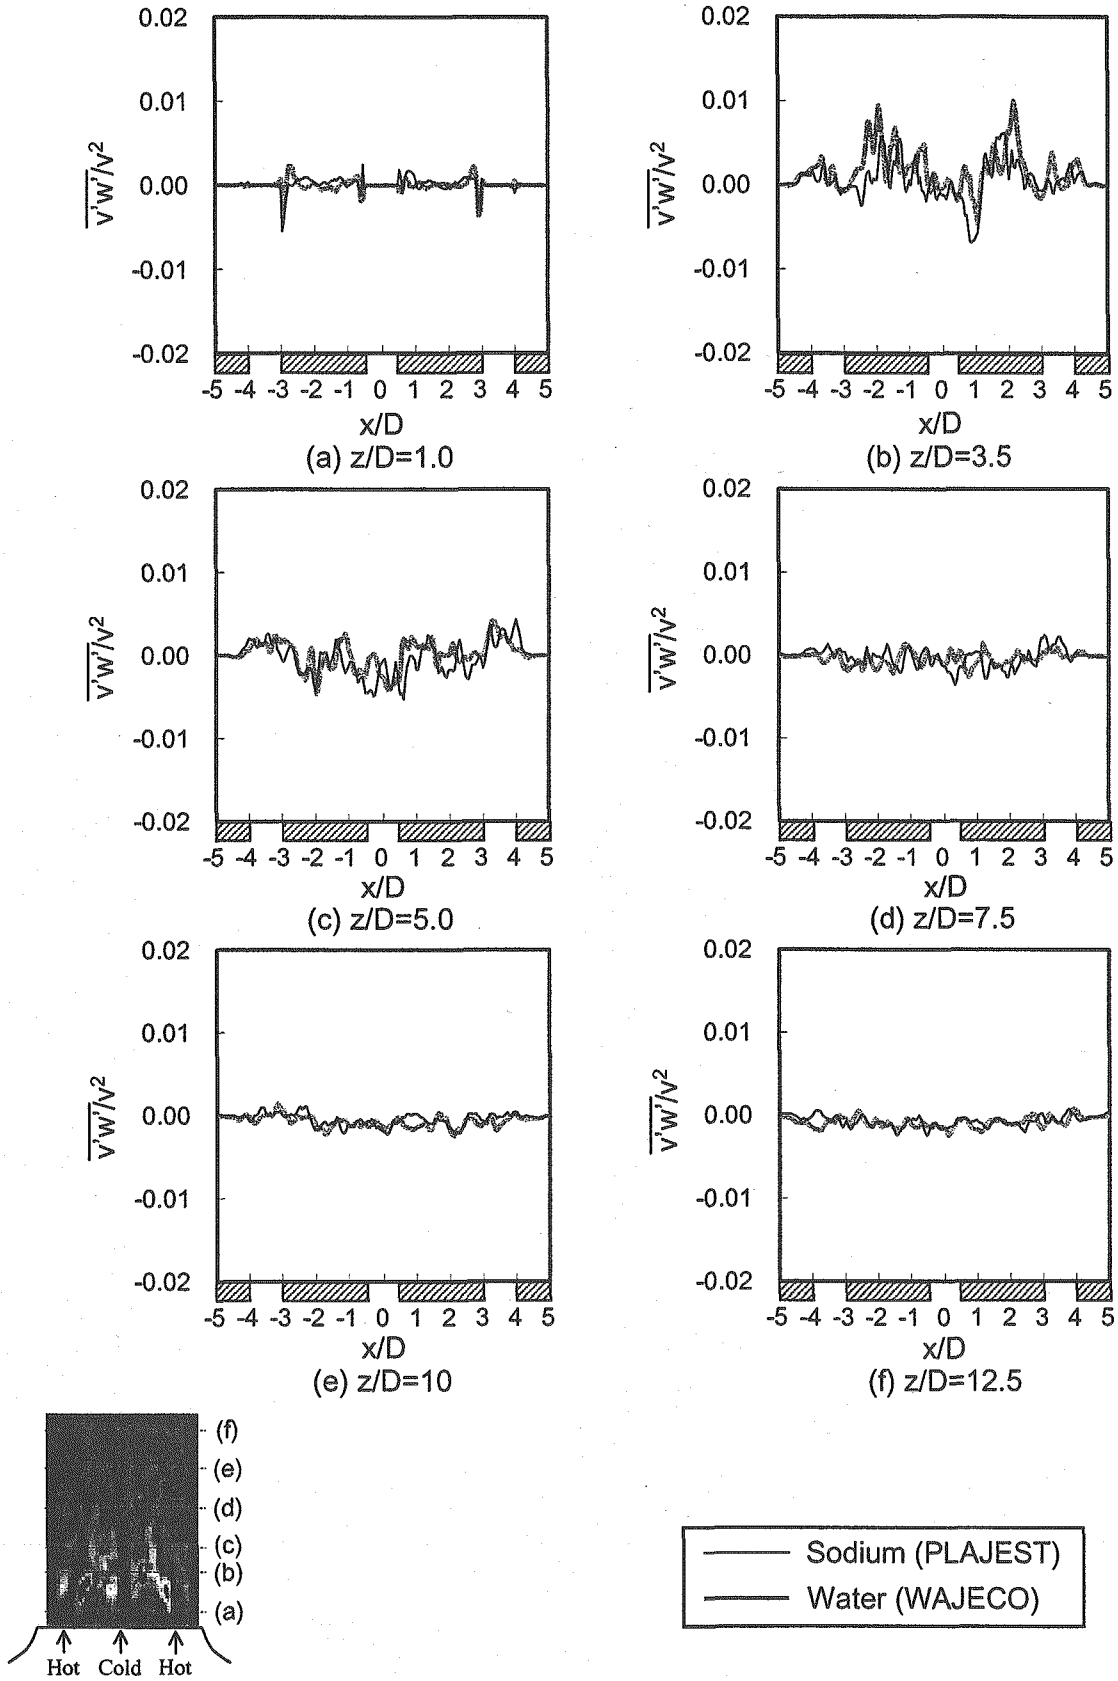 0.02 0.02
0.01 0.01
0.00 0.00
-0.01 -0.01
-0.02 -0.02
v'w'/v² v'w'/v²
-5 -4 -3 -2 -1 0 1 2 3 4 5 -5 -4 -3 -2 -1 0 1 2 3 4 5
x/D x/D
(a) z/D=1.0 (b) z/D=3.5
0.02 0.02
0.01 0.01
0.00 0.00
-0.01 -0.01
-0.02 -0.02
v'w'/v² v'w'/v²
-5 -4 -3 -2 -1 0 1 2 3 4 5 -5 -4 -3 -2 -1 0 1 2 3 4 5
x/D x/D
(c) z/D=5.0 (d) z/D=7.5
0.02 0.02
0.01 0.01
0.00 0.00
-0.01 -0.01
-0.02 -0.02
v'w'/v² v'w'/v²
-5 -4 -3 -2 -1 0 1 2 3 4 5 -5 -4 -3 -2 -1 0 1 2 3 4 5
x/D x/D
(e) z/D=10 (f) z/D=12.5
(f)
(e)
(d)
(c)
(b)
(a)
Hot Cold Hot
Sodium (PLAJEST)
Water (WAJECO)